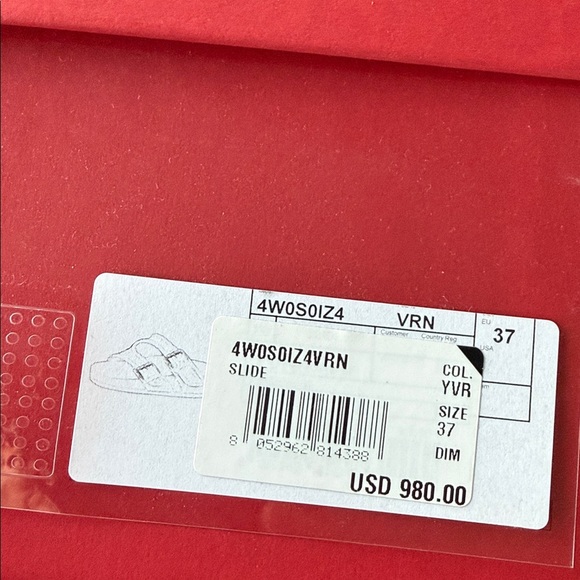 4W0S0IZ4 VRN EU 37
Customer Country Reg. USA
4W0S0IZ4VRN COL.
SLIDE YVR
SIZE
37
8 052962 814388 DIM
USD 980.00